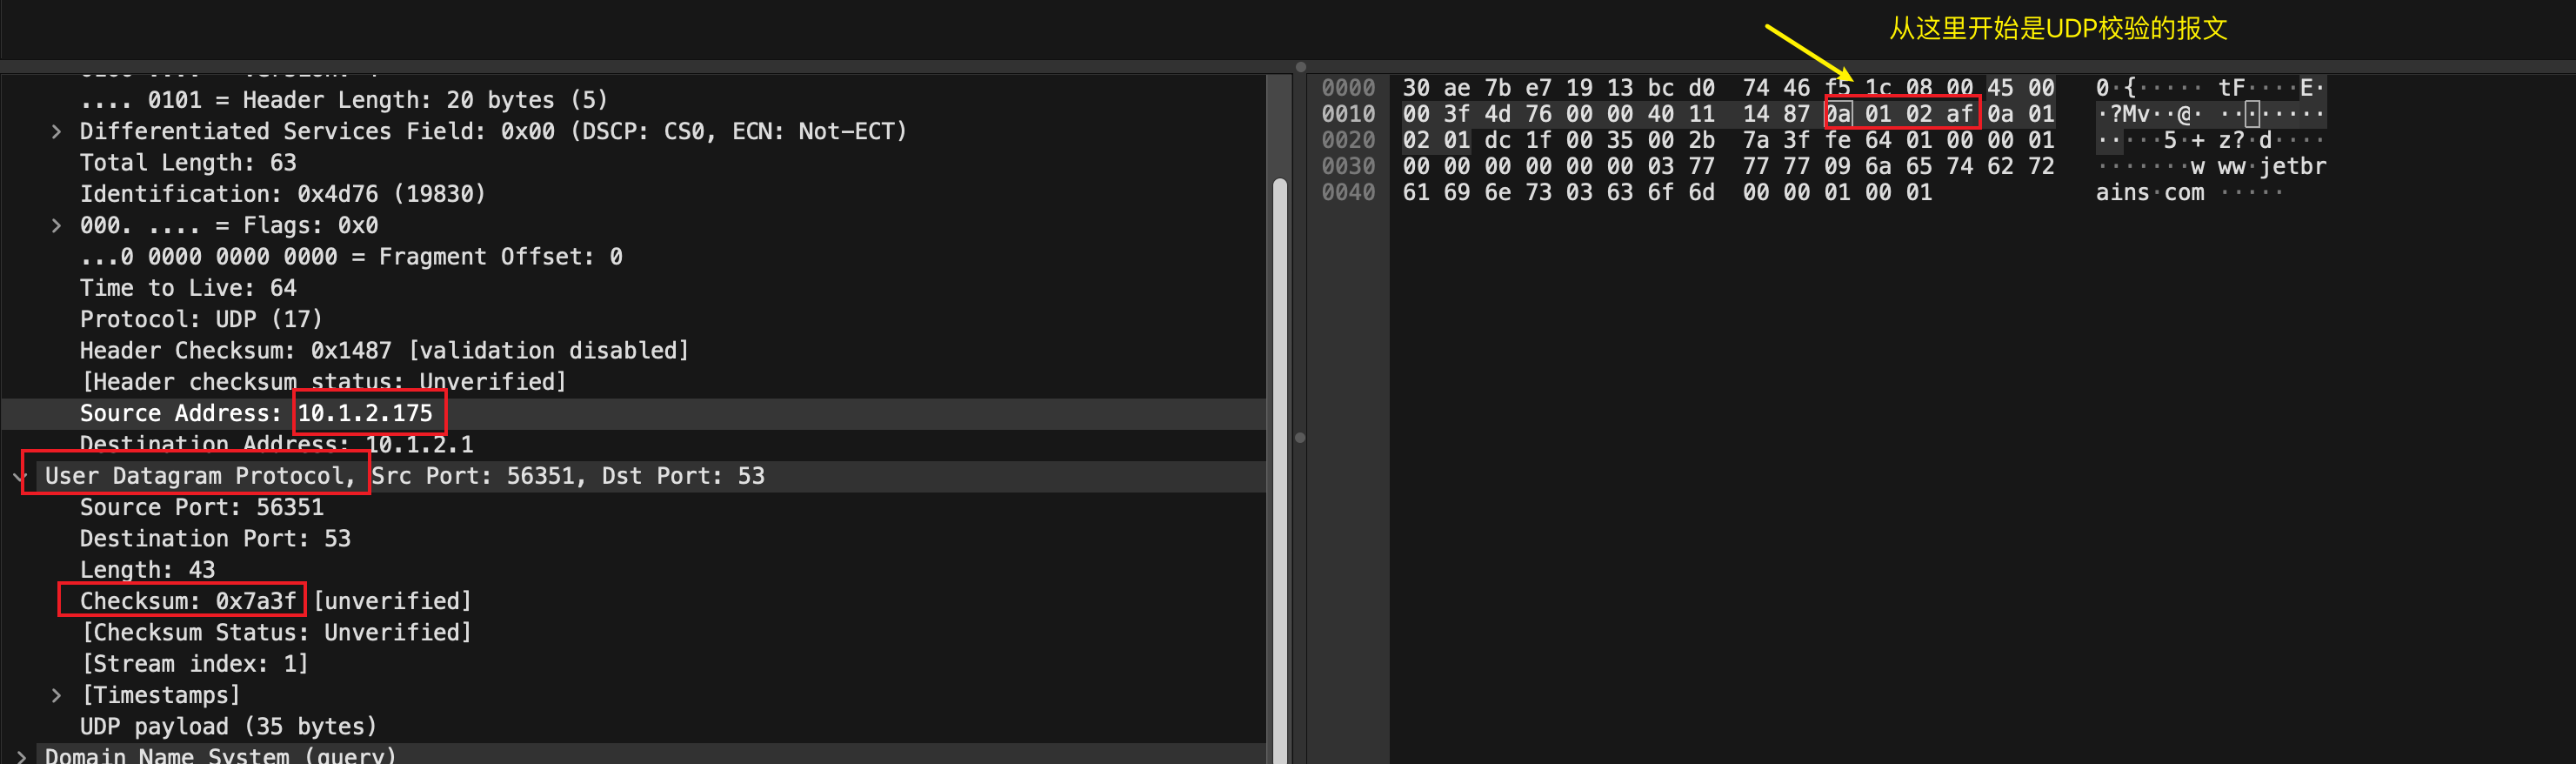 从这里开始是UDP校验的报文
.... 0101 = Header Length: 20 bytes (5)
Differentiated Services Field: 0x00 (DSCP: CS0, ECN: Not-ECT)
Total Length: 63
Identification: 0x4d76 (19830)
000. .... = Flags: 0x0
...0 0000 0000 0000 = Fragment Offset: 0
Time to Live: 64
Protocol: UDP (17)
Header Checksum: 0x1487 [validation disabled]
[Header checksum status: Unverified]
Source Address: 10.1.2.175
Destination Address: 10.1.2.1
User Datagram Protocol, Src Port: 56351, Dst Port: 53
Source Port: 56351
Destination Port: 53
Length: 43
Checksum: 0x7a3f [unverified]
[Checksum Status: Unverified]
[Stream index: 1]
[Timestamps]
UDP payload (35 bytes)
Domain Name System (query)
0000 30 ae 7b e7 19 13 bc d0 74 46 f5 1c 08 00 45 00 0·{·····tF····E·
0010 00 3f 4d 76 00 00 40 11 14 87 0a 01 02 af 0a 01 ·?Mv··@·········
0020 02 01 dc 1f 00 35 00 2b 7a 3f fe 64 01 00 00 01 ·····5·+z?·d····
0030 00 00 00 00 00 00 03 77 77 77 09 6a 65 74 62 72 ·······www·jetbr
0040 61 69 6e 73 03 63 6f 6d 00 00 01 00 01 ains·com·····